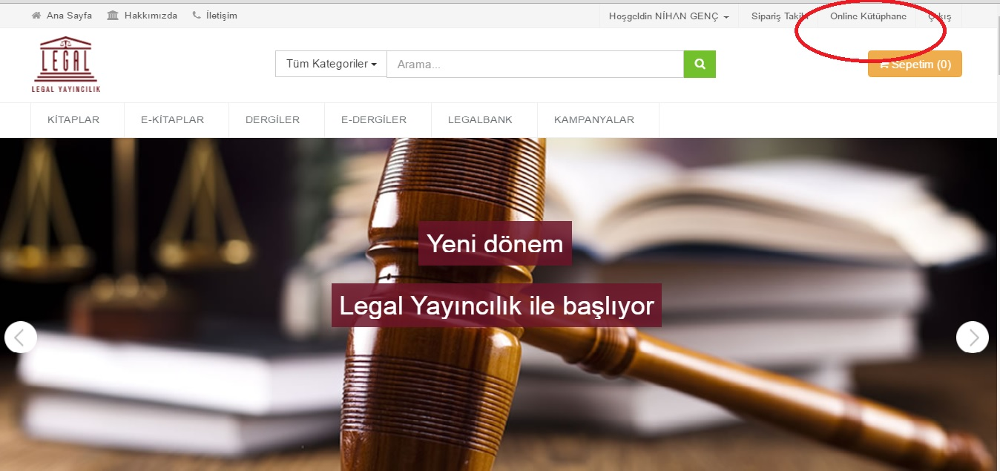 Ana Sayfa Hakkımızda İletişim Hoşgeldin NİHAN GENÇ Sipariş Takibi Online Kütüphane Çıkış
LEGAL
LEGAL YAYINCILIK
Tüm Kategoriler Arama... Sepetim (0)
KİTAPLAR E-KİTAPLAR DERGİLER E-DERGİLER LEGALBANK KAMPANYALAR
Yeni dönem
Legal Yayıncılık ile başlıyor